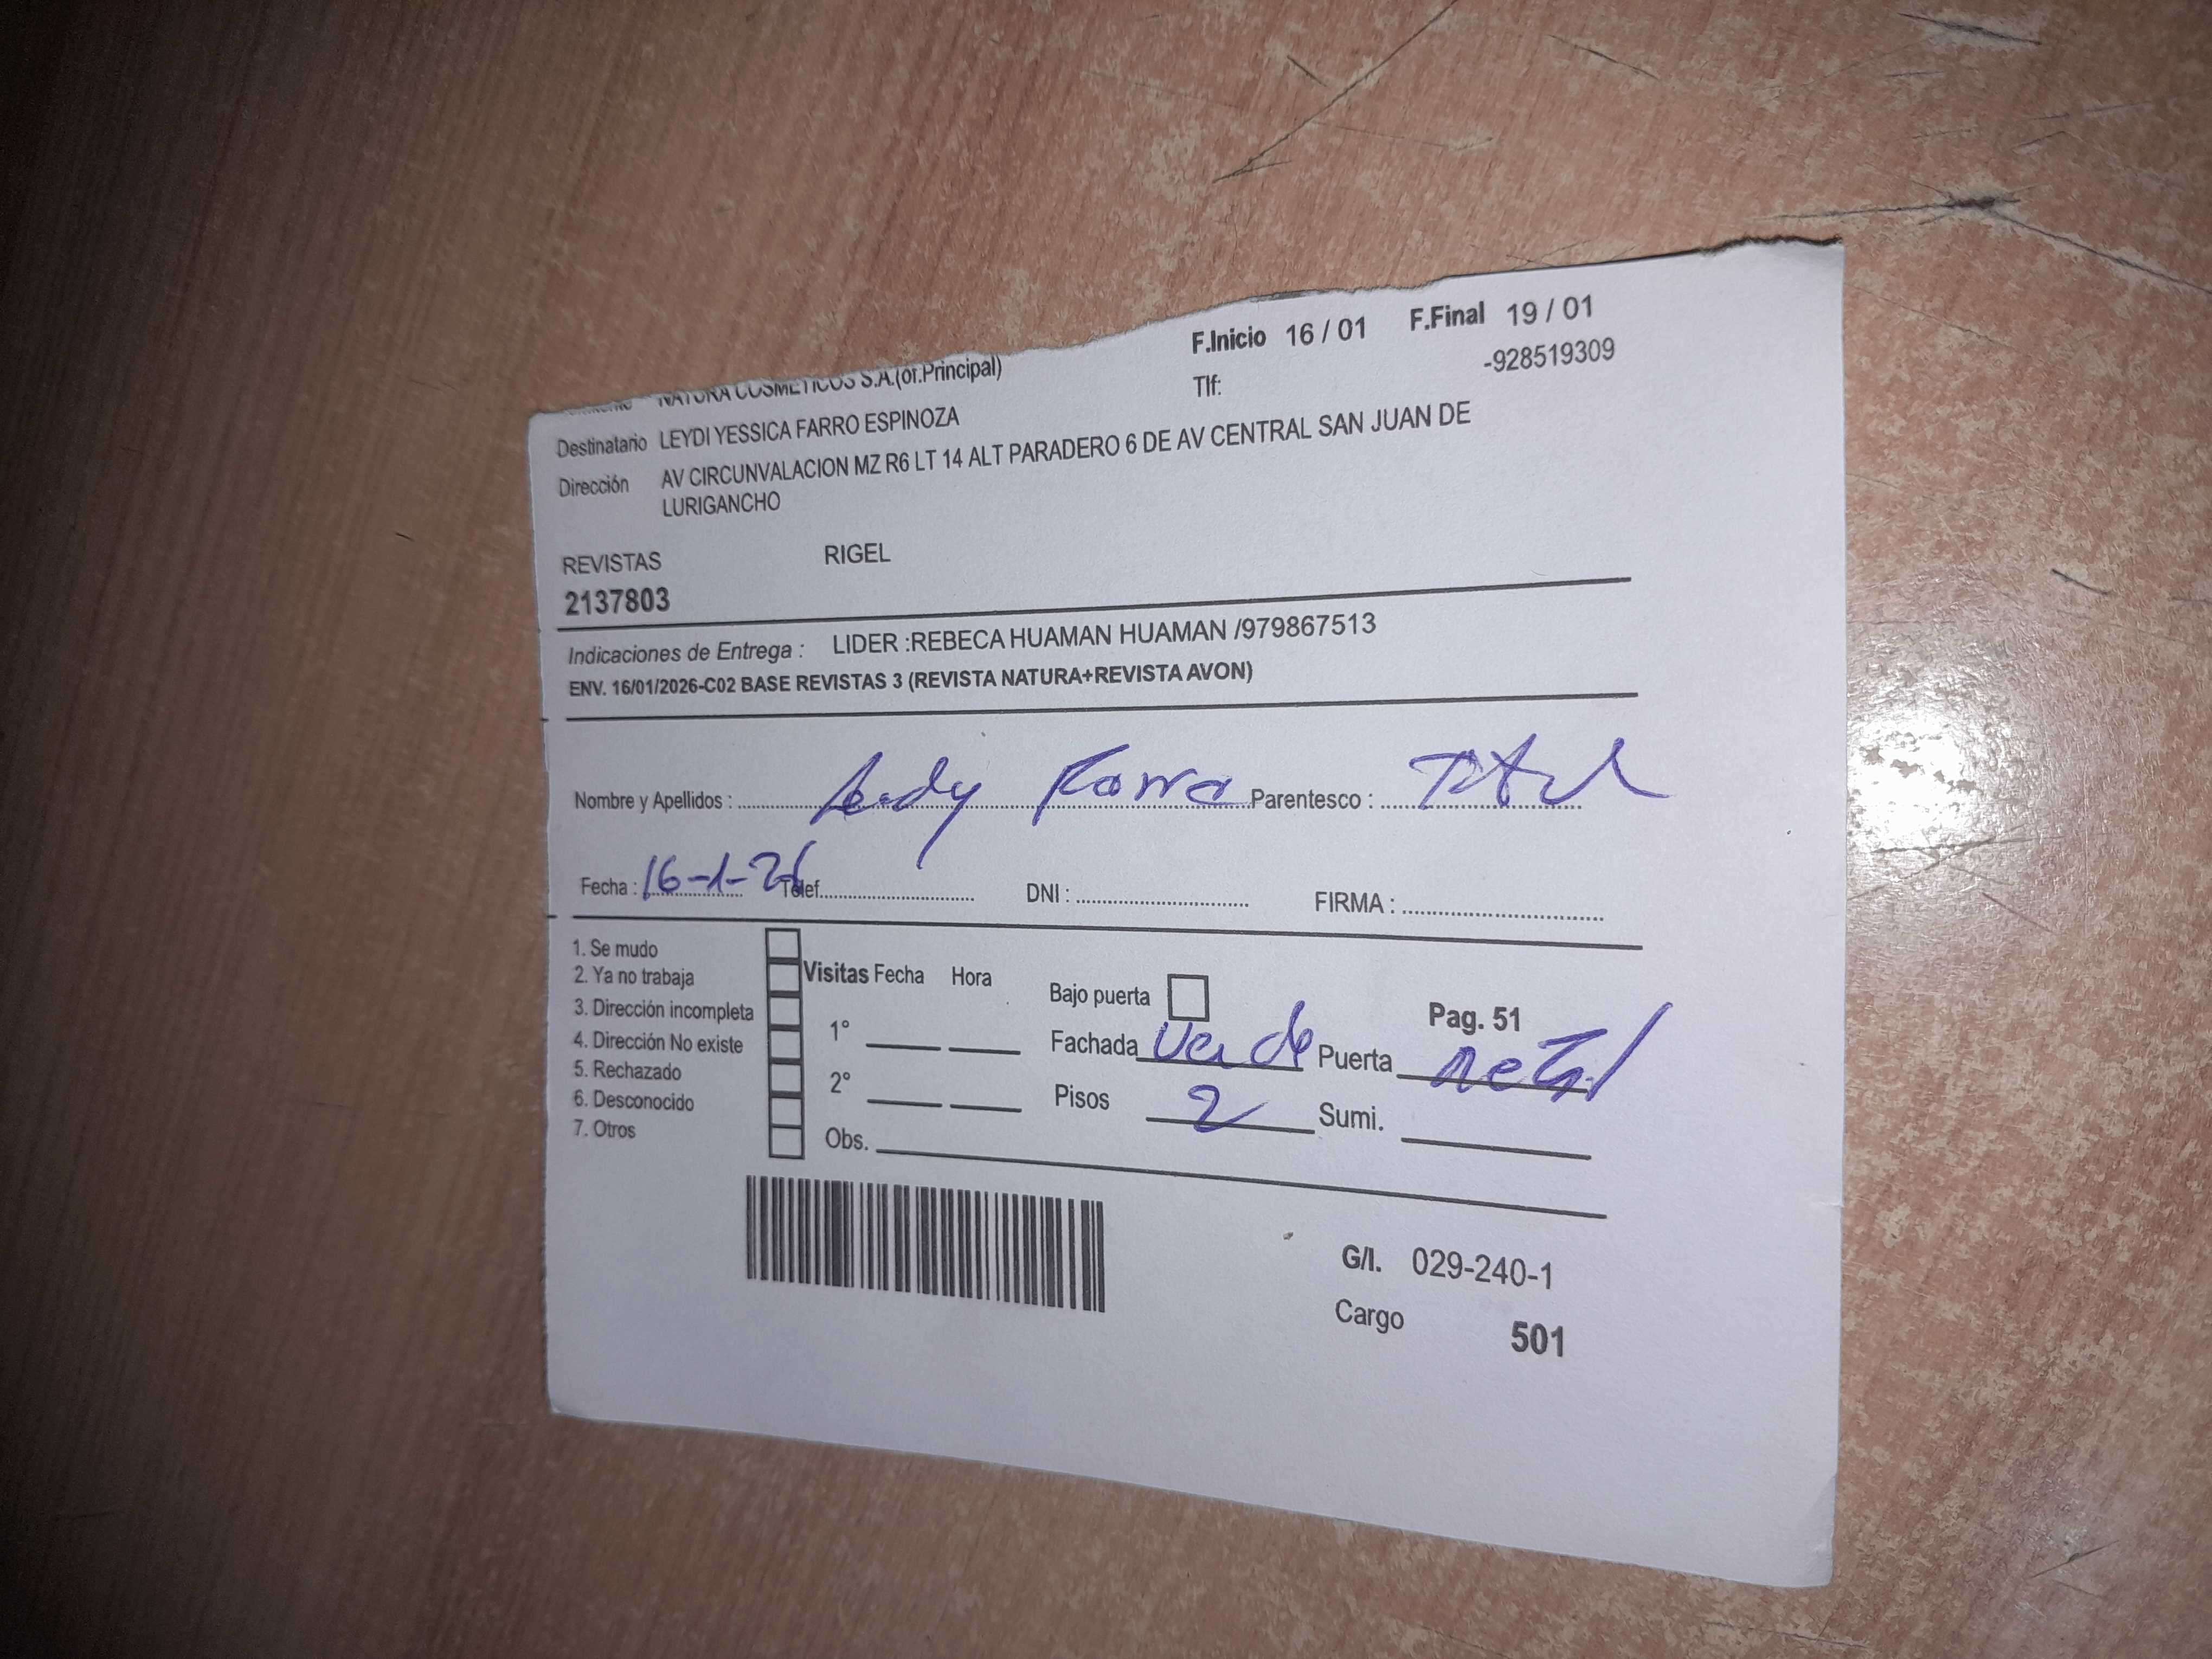 F.Inicio 16 / 01 F.Final 19 / 01
NATURA COSMETICOS S.A.(of.Principal)
Tlf: -928519309
Destinatario LEYDI YESSICA FARRO ESPINOZA
Dirección AV CIRCUNVALACION MZ R6 LT 14 ALT PARADERO 6 DE AV CENTRAL SAN JUAN DE
LURIGANCHO
REVISTAS RIGEL
2137803
Indicaciones de Entrega : LIDER :REBECA HUAMAN HUAMAN /979867513
ENV. 16/01/2026-C02 BASE REVISTAS 3 (REVISTA NATURA+REVISTA AVON)
Nombre y Apellidos : Farro Parentesco :
Fecha : 16-1-26 Telef. DNI : FIRMA :
1. Se mudo
2. Ya no trabaja
3. Dirección incompleta
4. Dirección No existe
5. Rechazado
6. Desconocido
7. Otros
Visitas Fecha Hora
1°
2°
Obs.
Bajo puerta
Pag. 51
Fachada Verde Puerta metal
Pisos 2 Sumi.
G/I. 029-240-1
Cargo 501